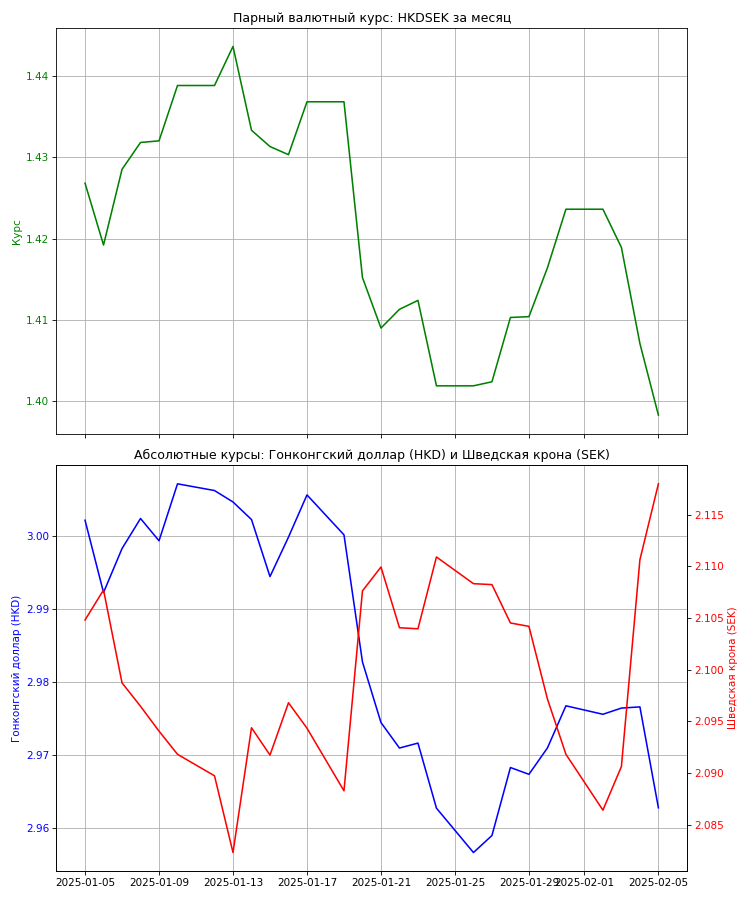 Парный валютный курс: HKDSEK за месяц
Курс
1.44
1.43
1.42
1.41
1.40
Абсолютные курсы: Гонконгский доллар (HKD) и Шведская крона (SEK)
Гонконгский доллар (HKD)
3.00
2.99
2.98
2.97
2.96
2.115
2.110
2.105
2.100
2.095
2.090
2.085
Шведская крона (SEK)
2025-01-05 2025-01-09 2025-01-13 2025-01-17 2025-01-21 2025-01-25 2025-01-29 2025-02-01 2025-02-05